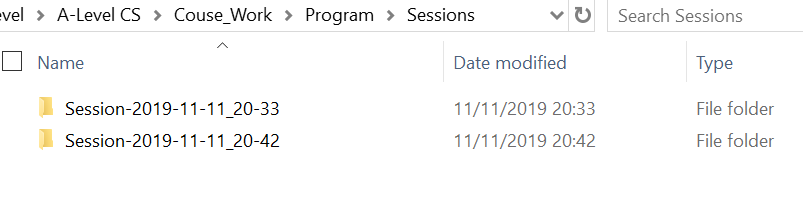 evel > A-Level CS > Couse_Work > Program > Sessions Search Sessions
Name Date modified Type
Session-2019-11-11_20-33 11/11/2019 20:33 File folder
Session-2019-11-11_20-42 11/11/2019 20:42 File folder